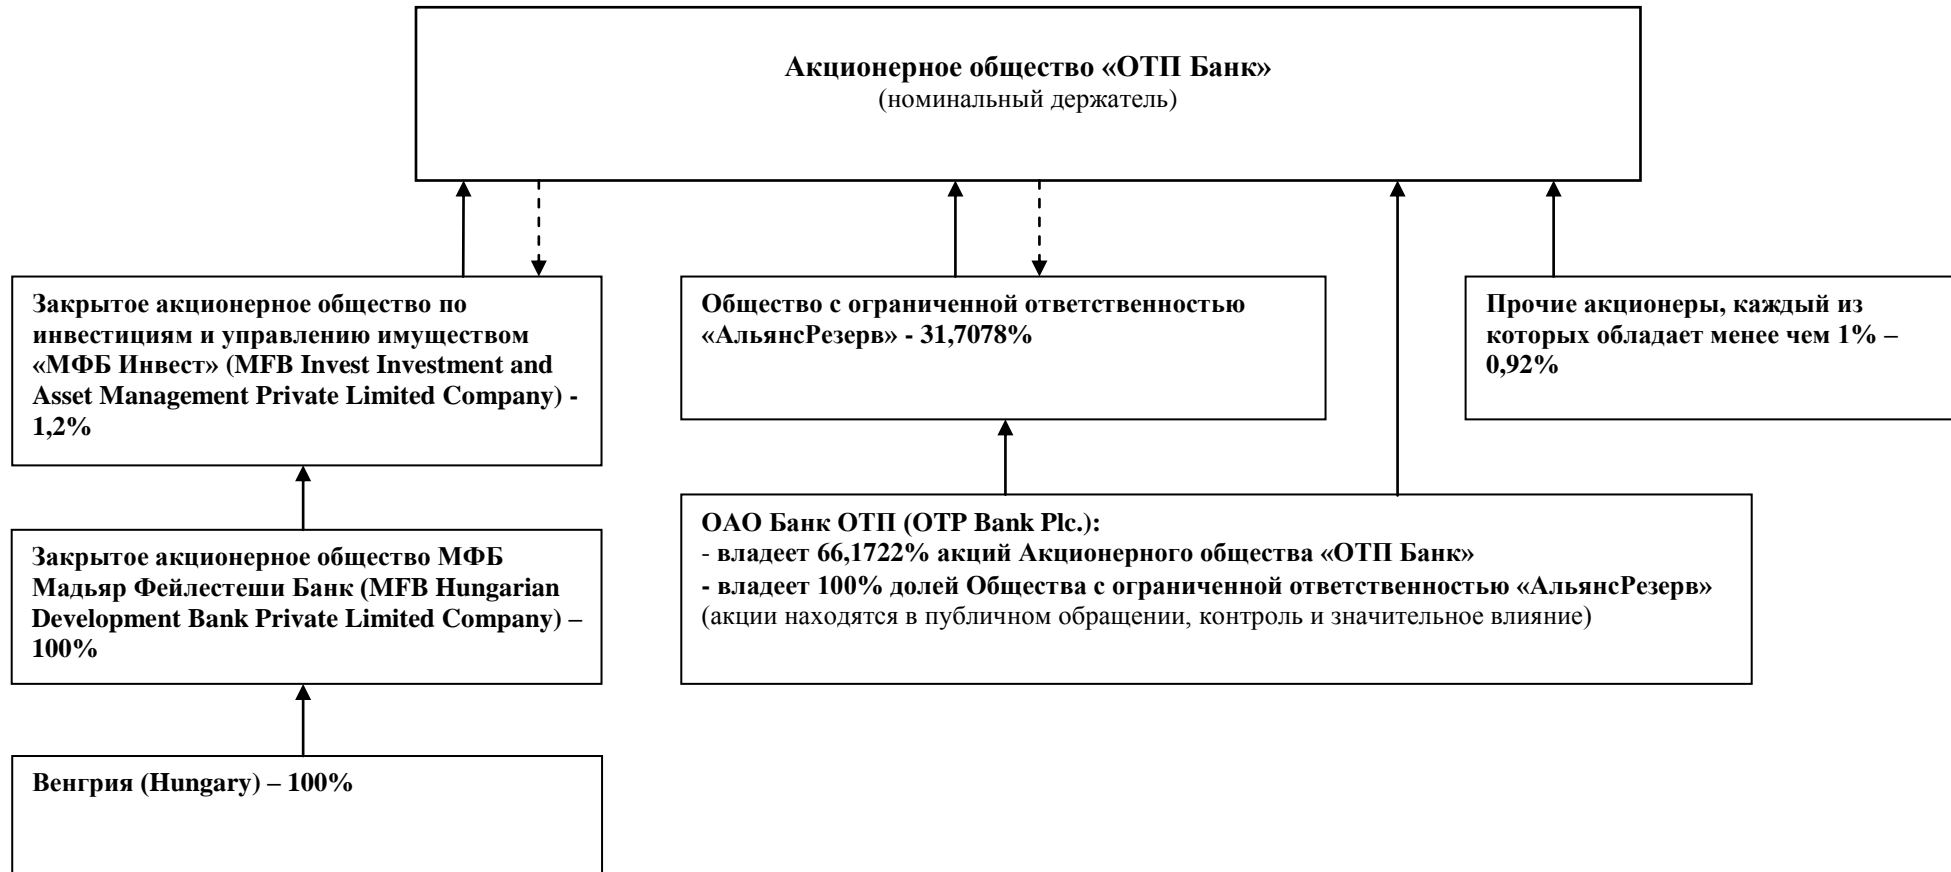 Акционерное общество «ОТП Банк»
(номинальный держатель)
Закрытое акционерное общество по
инвестициям и управлению имуществом
«МФБ Инвест» (MFB Invest Investment and
Asset Management Private Limited Company) -
1,2%
Общество с ограниченной ответственностью
«АльянсРезерв» - 31,7078%
Прочие акционеры, каждый из
которых обладает менее чем 1% –
0,92%
Закрытое акционерное общество МФБ
Мадьяр Фейлестеши Банк (MFB Hungarian
Development Bank Private Limited Company) –
100%
ОАО Банк ОТП (OTP Bank Plc.):
- владеет 66,1722% акций Акционерного общества «ОТП Банк»
- владеет 100% долей Общества с ограниченной ответственностью «АльянсРезерв»
(акции находятся в публичном обращении, контроль и значительное влияние)
Венгрия (Hungary) – 100%